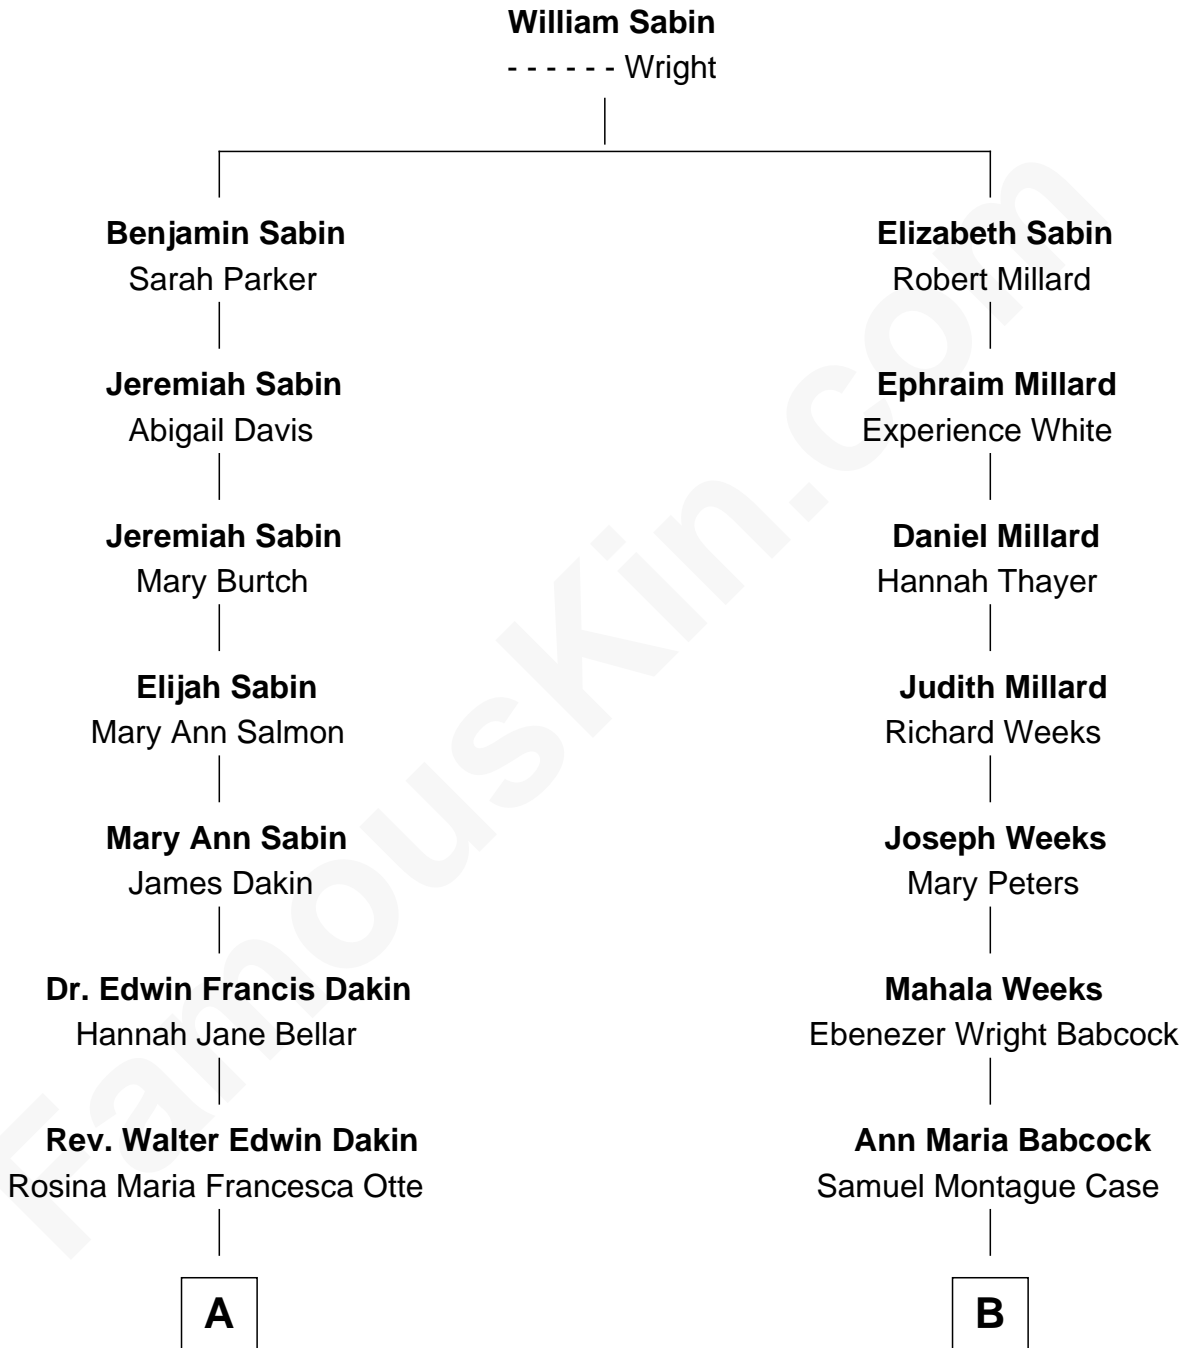 William Sabin
- - - - - - Wright
Benjamin Sabin
Sarah Parker
Elizabeth Sabin
Robert Millard
Jeremiah Sabin
Abigail Davis
Ephraim Millard
Experience White
Jeremiah Sabin
Mary Burtch
Daniel Millard
Hannah Thayer
Elijah Sabin
Mary Ann Salmon
Judith Millard
Richard Weeks
Mary Ann Sabin
James Dakin
Joseph Weeks
Mary Peters
Dr. Edwin Francis Dakin
Hannah Jane Bellar
Mahala Weeks
Ebenezer Wright Babcock
Rev. Walter Edwin Dakin
Rosina Maria Francesca Otte
Ann Maria Babcock
Samuel Montague Case
A
B
FamousKin.com